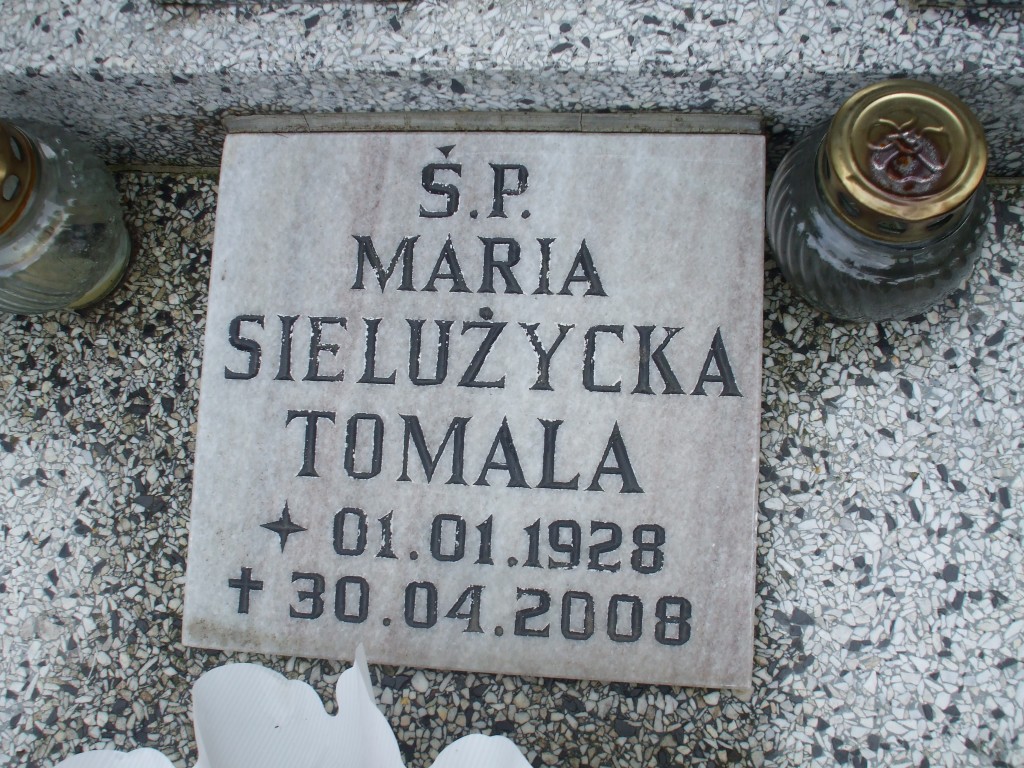 Ś.P.
MARIA
SIELUŻYCKA
TOMALA
01.01.1928
30.04.2008